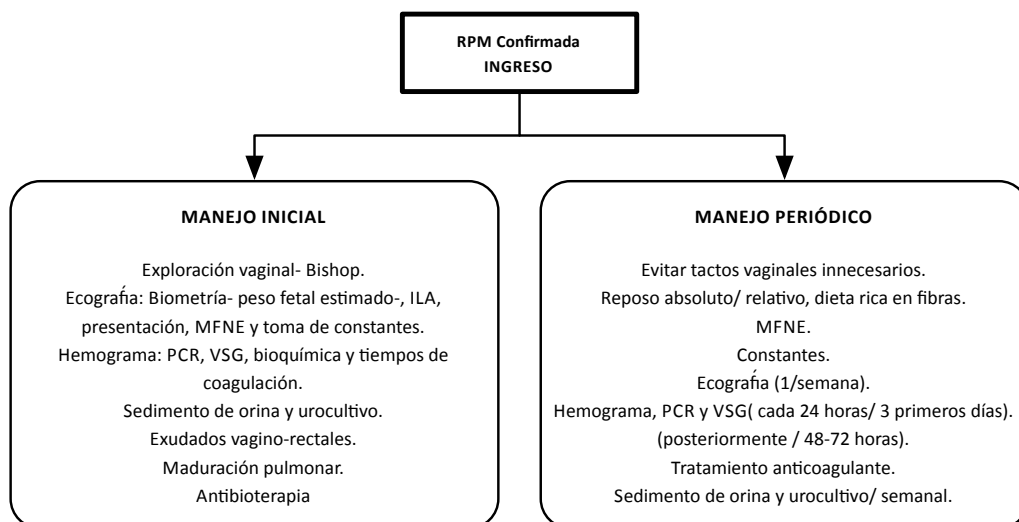 RPM Confirmada
INGRESO
MANEJO INICIAL
Exploración vaginal- Bishop.
Ecografía: Biometría- peso fetal estimado-, ILA,
presentación, MFNE y toma de constantes.
Hemograma: PCR, VSG, bioquímica y tiempos de
coagulación.
Sedimento de orina y urocultivo.
Exudados vagino-rectales.
Maduración pulmonar.
Antibioterapia
MANEJO PERIÓDICO
Evitar tactos vaginales innecesarios.
Reposo absoluto/ relativo, dieta rica en fibras.
MFNE.
Constantes.
Ecografía (1/semana).
Hemograma, PCR y VSG( cada 24 horas/ 3 primeros días).
(posteriormente / 48-72 horas).
Tratamiento anticoagulante.
Sedimento de orina y urocultivo/ semanal.